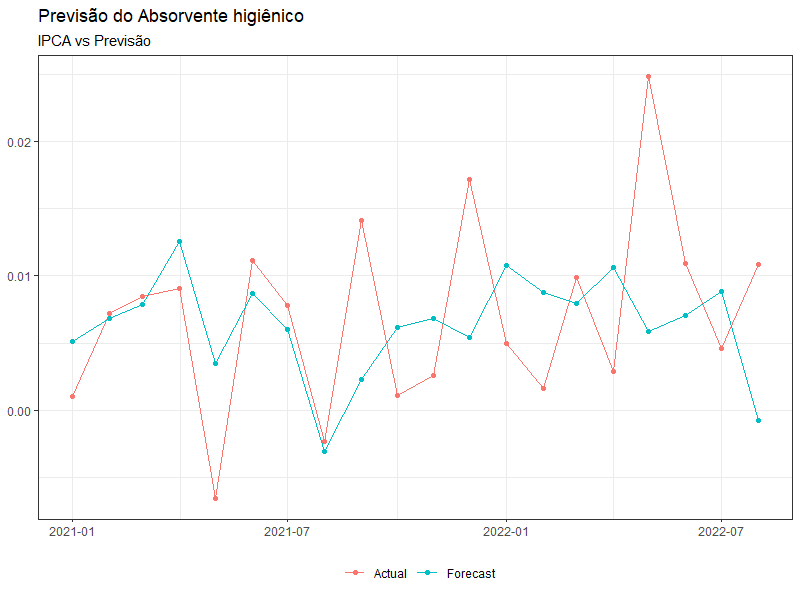 Previsão do Absorvente higiênico
IPCA vs Previsão
0.02
0.01
0.00
2021-01 2021-07 2022-01 2022-07
Actual Forecast